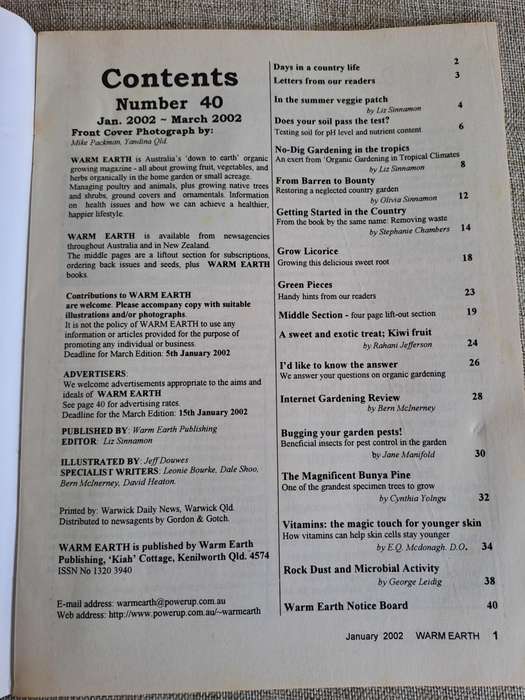 Contents
Number 40
Jan. 2002 ~ March 2002
Front Cover Photograph by:
Mike Packman, Yandina Qld.
WARM EARTH is Australia's 'down to earth' organic
growing magazine - all about growing fruit, vegetables, and
herbs organically in the home garden or small acreage.
Managing poultry and animals, plus growing native trees
and shrubs, ground covers and ornamentals. Information
on health issues and how we can achieve a healthier,
happier lifestyle.
WARM EARTH is available from newsagencies
throughout Australia and in New Zealand.
The middle pages are a liftout section for subscriptions,
ordering back issues and seeds, plus WARM EARTH
books.
Contributions to WARM EARTH
are welcome. Please accompany copy with suitable
illustrations and/or photographs.
It is not the policy of WARM EARTH to use any
information or articles provided for the purpose of
promoting any individual or business.
Deadline for March Edition: 5th January 2002
ADVERTISERS:
We welcome advertisements appropriate to the aims and
ideals of WARM EARTH
See page 40 for advertising rates.
Deadline for the March Edition: 15th January 2002
PUBLISHED BY: Warm Earth Publishing
EDITOR: Liz Sinnamon
ILLUSTRATED BY: Jeff Douwes
SPECIALIST WRITERS: Leonie Bourke, Dale Shoo,
Bern McInerney, David Heaton.
Printed by: Warwick Daily News, Warwick Qld.
Distributed to newsagents by Gordon & Gotch.
WARM EARTH is published by Warm Earth
Publishing, 'Kiah' Cottage, Kenilworth Qld. 4574
ISSN No 1320 3940
E-mail address: warmearth@powerup.com.au
Web address: http://www.powerup.com.au/~warmearth
Days in a country life 2
Letters from our readers 3
In the summer veggie patch
by Liz Sinnamon 4
Does your soil pass the test?
Testing soil for pH level and nutrient content 6
No-Dig Gardening in the tropics
An exert from 'Organic Gardening in Tropical Climates
by Liz Sinnamon 8
From Barren to Bounty
Restoring a neglected country garden
by Olivia Sinnamon 12
Getting Started in the Country
From the book by the same name: Removing waste
by Stephanie Chambers 14
Grow Licorice
Growing this delicious sweet root 18
Green Pieces
Handy hints from our readers 23
Middle Section - four page lift-out section 19
A sweet and exotic treat; Kiwi fruit
by Rahani Jefferson 24
I'd like to know the answer 26
We answer your questions on organic gardening
Internet Gardening Review 28
by Bern McInerney
Bugging your garden pests!
Beneficial insects for pest control in the garden
by Jane Manifold 30
The Magnificent Bunya Pine
One of the grandest specimen trees to grow
by Cynthia Yolngu 32
Vitamins: the magic touch for younger skin
How vitamins can help skin cells stay younger
by E.Q. Mcdonagh. D.O. 34
Rock Dust and Microbial Activity
by George Leidig 38
Warm Earth Notice Board 40
January 2002 WARM EARTH 1